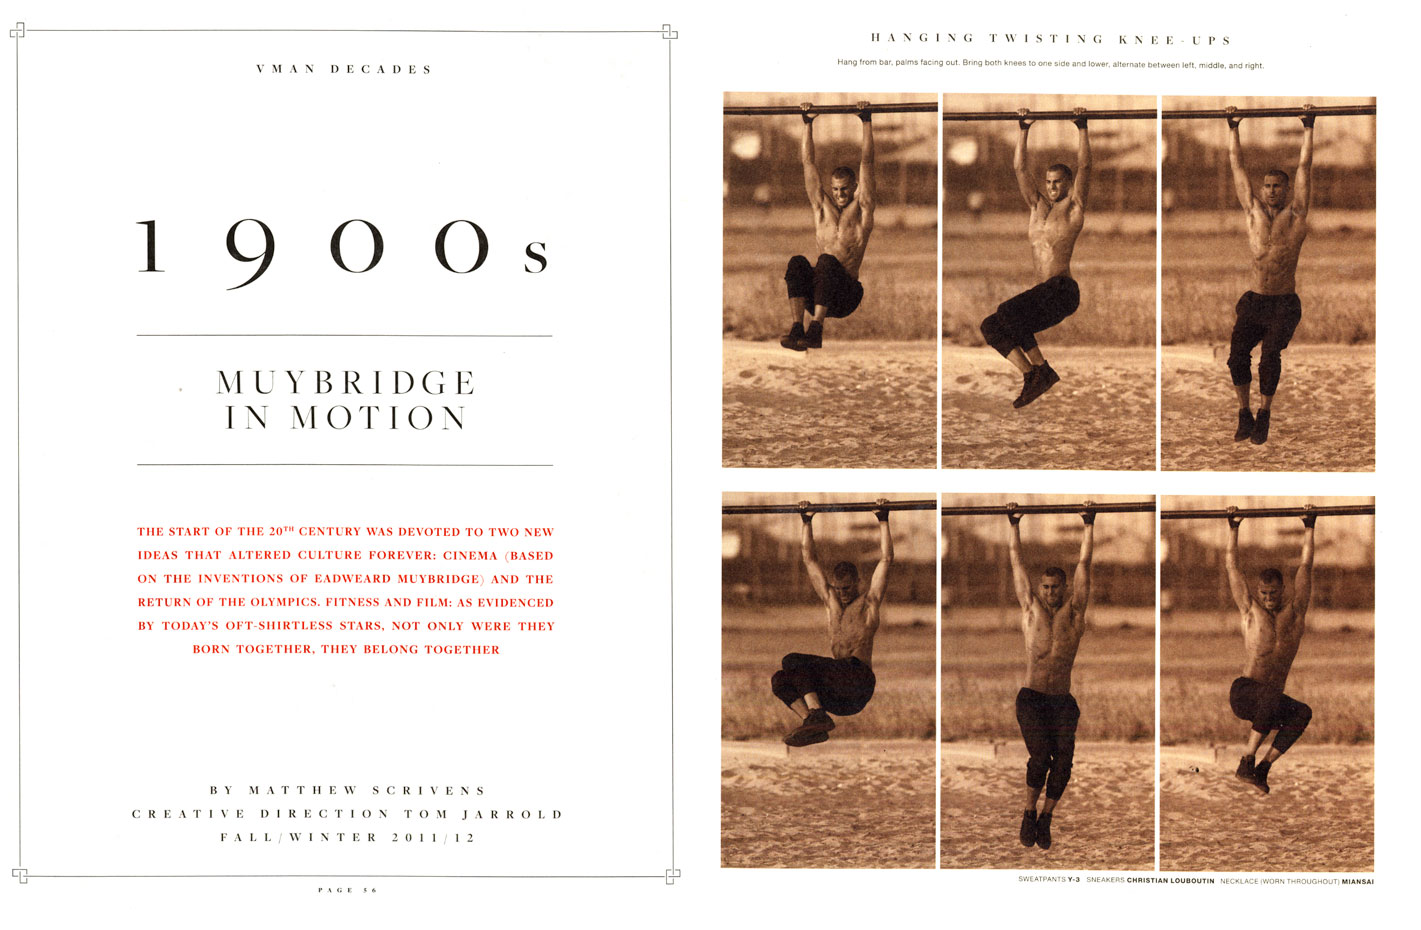 VMAN DECADES
1900s
MUYBRIDGE
IN MOTION
THE START OF THE 20TH CENTURY WAS DEVOTED TO TWO NEW
IDEAS THAT ALTERED CULTURE FOREVER: CINEMA (BASED
ON THE INVENTIONS OF EADWEARD MUYBRIDGE) AND THE
RETURN OF THE OLYMPICS. FITNESS AND FILM: AS EVIDENCED
BY TODAY'S OFT-SHIRTLESS STARS, NOT ONLY WERE THEY
BORN TOGETHER, THEY BELONG TOGETHER
BY MATTHEW SCRIVENS
CREATIVE DIRECTION TOM JARROLD
FALL/WINTER 2011/12
PAGE 56
HANGING TWISTING KNEE-UPS
Hang from bar, palms facing out. Bring both knees to one side and lower, alternate between left, middle, and right.
SWEATPANTS Y-3 SNEAKERS CHRISTIAN LOUBOUTIN NECKLACE (WORN THROUGHOUT) MIANSAI